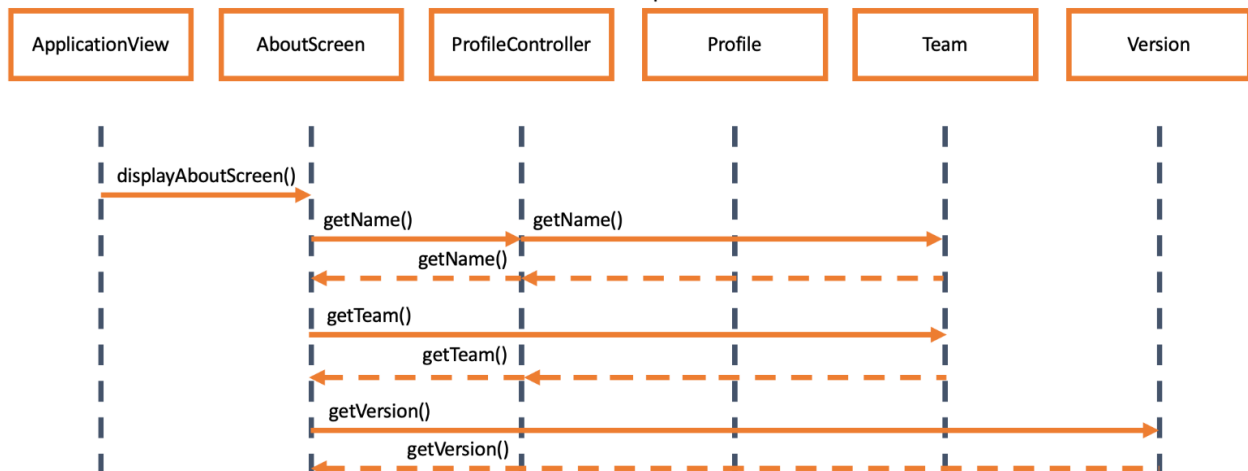 ApplicationView
AboutScreen
ProfileController
Profile
Team
Version
displayAboutScreen()
getName()
getName()
getName()
getTeam()
getTeam()
getVersion()
getVersion()